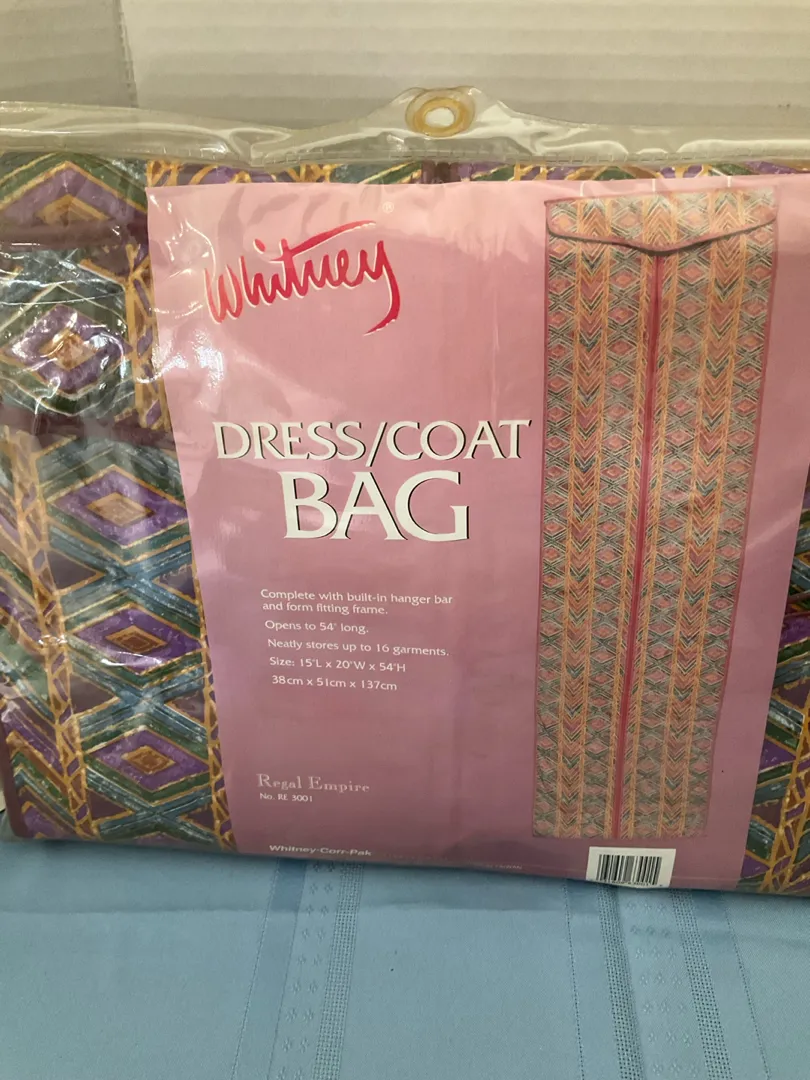 Whitney
DRESS/COAT
BAG
Complete with built-in hanger bar
and form fitting frame.
Opens to 54" long.
Neatly stores up to 16 garments.
Size: 15"L x 20"W x 54"H
38cm x 51cm x 137cm
Regal Empire
No. RE 3001
Whitney-Corr-Pak